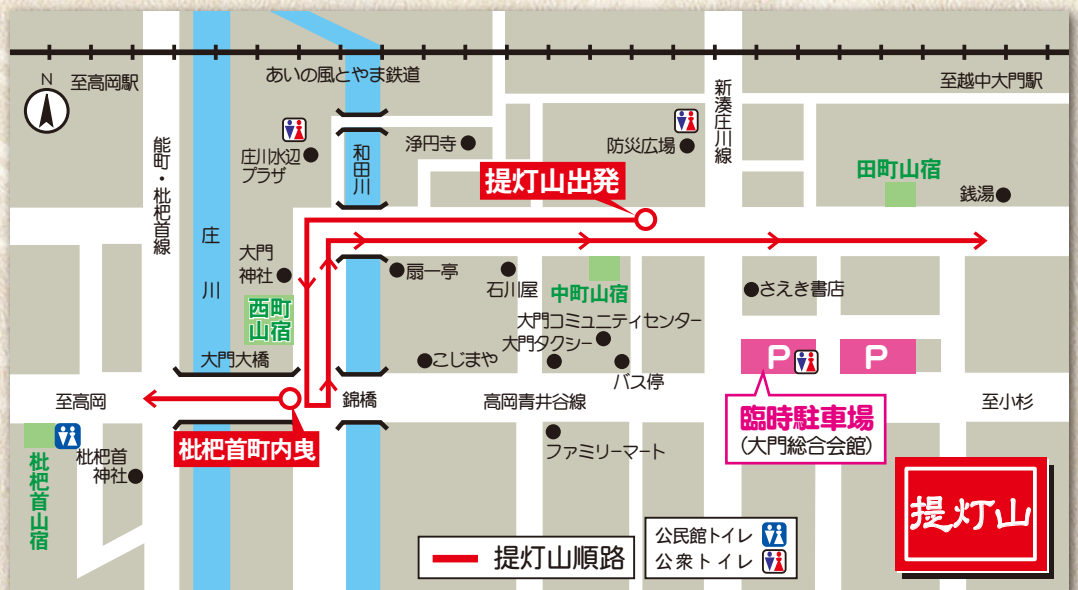 N
至高岡駅
あいの風とやま鉄道
至越中大門駅
新湊庄川線
能町・枇杷首線
庄川水辺
プラザ
和田川
浄円寺
防災広場
提灯山出発
田町山宿
銭湯
庄川
大門
神社
西町
山宿
扇一亭
石川屋
中町山宿
さえき書店
大門コミュニティセンター
大門タクシー
大門大橋
こじまや
バス停
P
P
至高岡
錦橋
高岡青井谷線
至小杉
臨時駐車場
(大門総合会館)
枇杷首町内曳
ファミリーマート
枇杷首
神社
枇杷首山宿
提灯山順路
公民館トイレ
公衆トイレ
提灯山